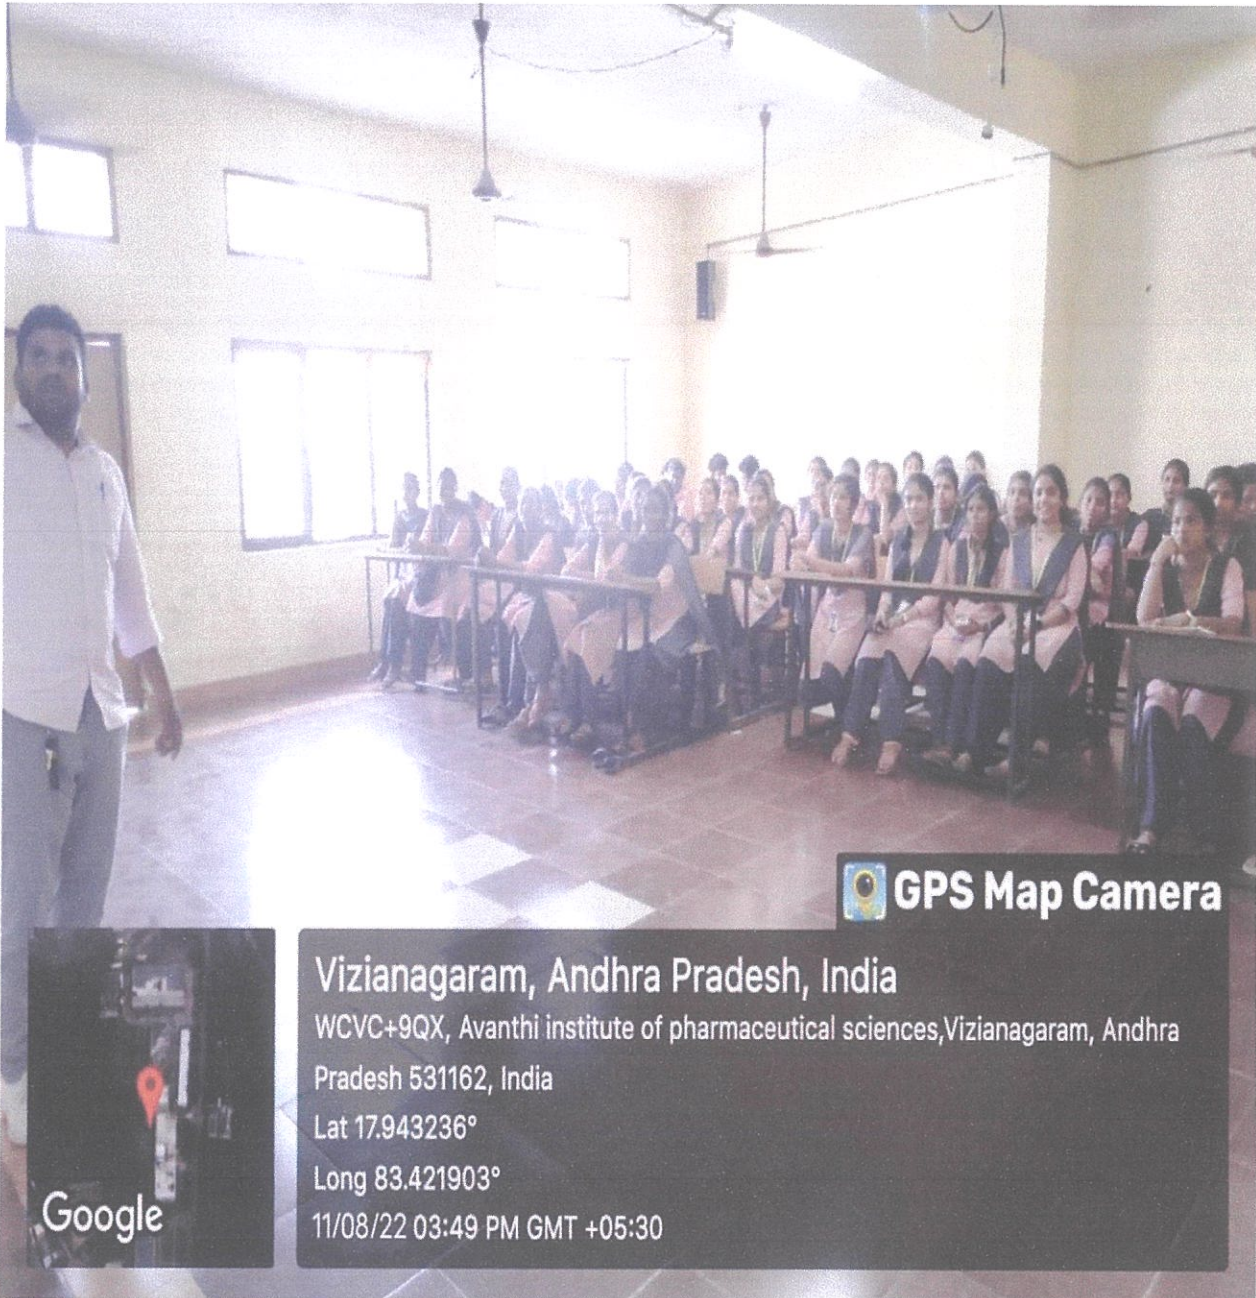 GPS Map Camera
Vizianagaram, Andhra Pradesh, India
WCVC+9QX, Avanthi institute of pharmaceutical sciences,Vizianagaram, Andhra
Pradesh 531162, India
Lat 17.943236°
Long 83.421903°
11/08/22 03:49 PM GMT +05:30
Google